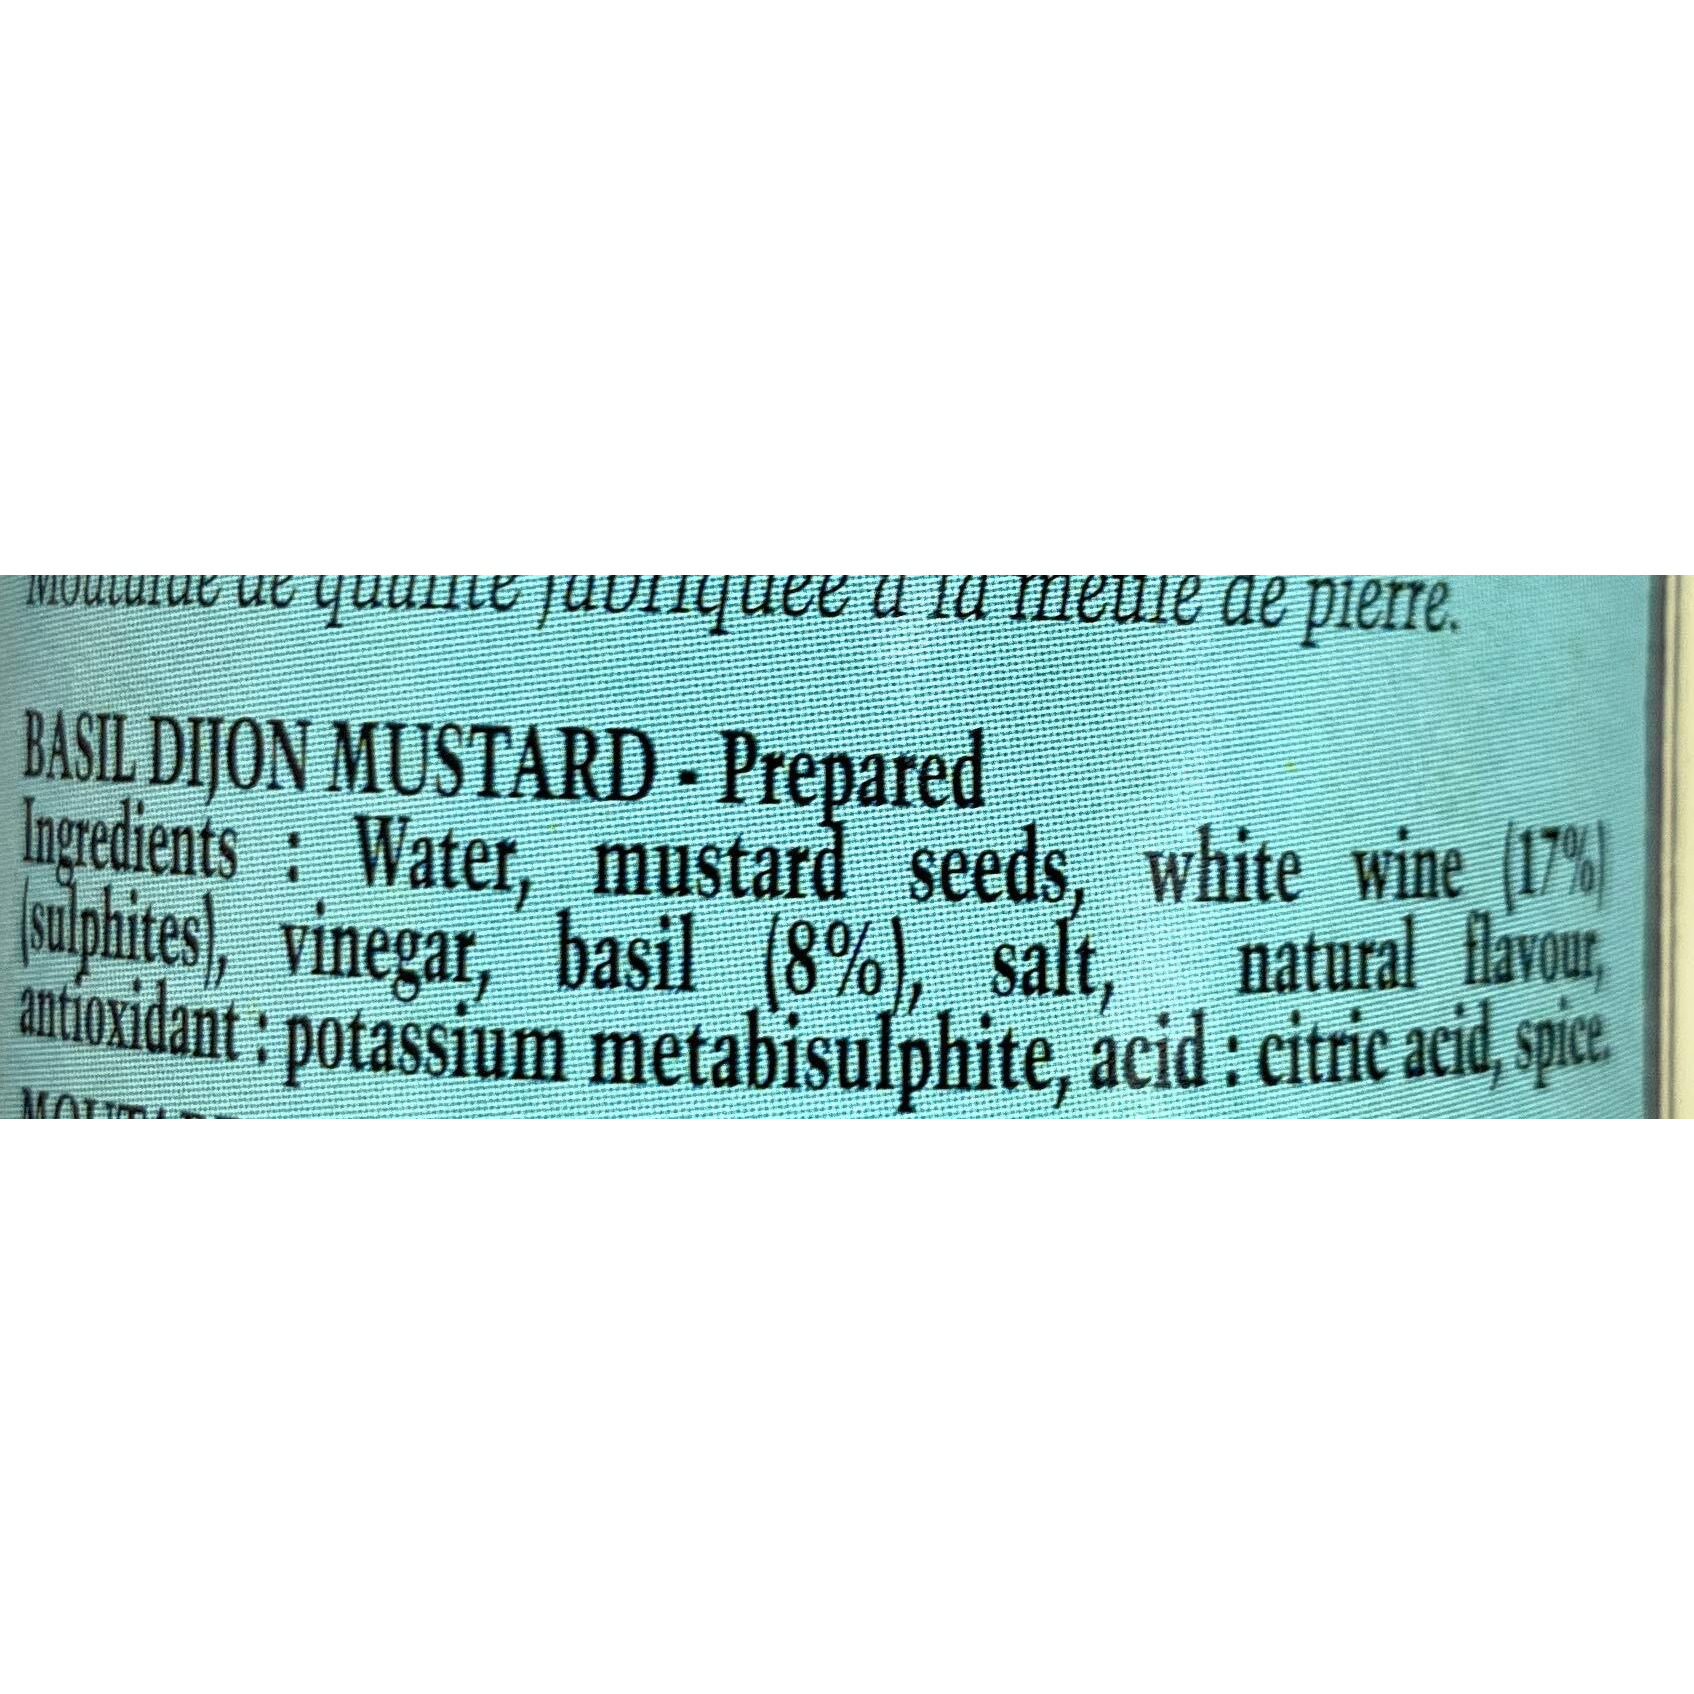 Moutarde de qualité fabriquée à la meule de pierre.
BASIL DIJON MUSTARD - Prepared
Ingredients : Water, mustard seeds, white wine (17%)
(sulphites), vinegar, basil (8%), salt, natural flavour,
antioxidant : potassium metabisulphite, acid : citric acid, spice.